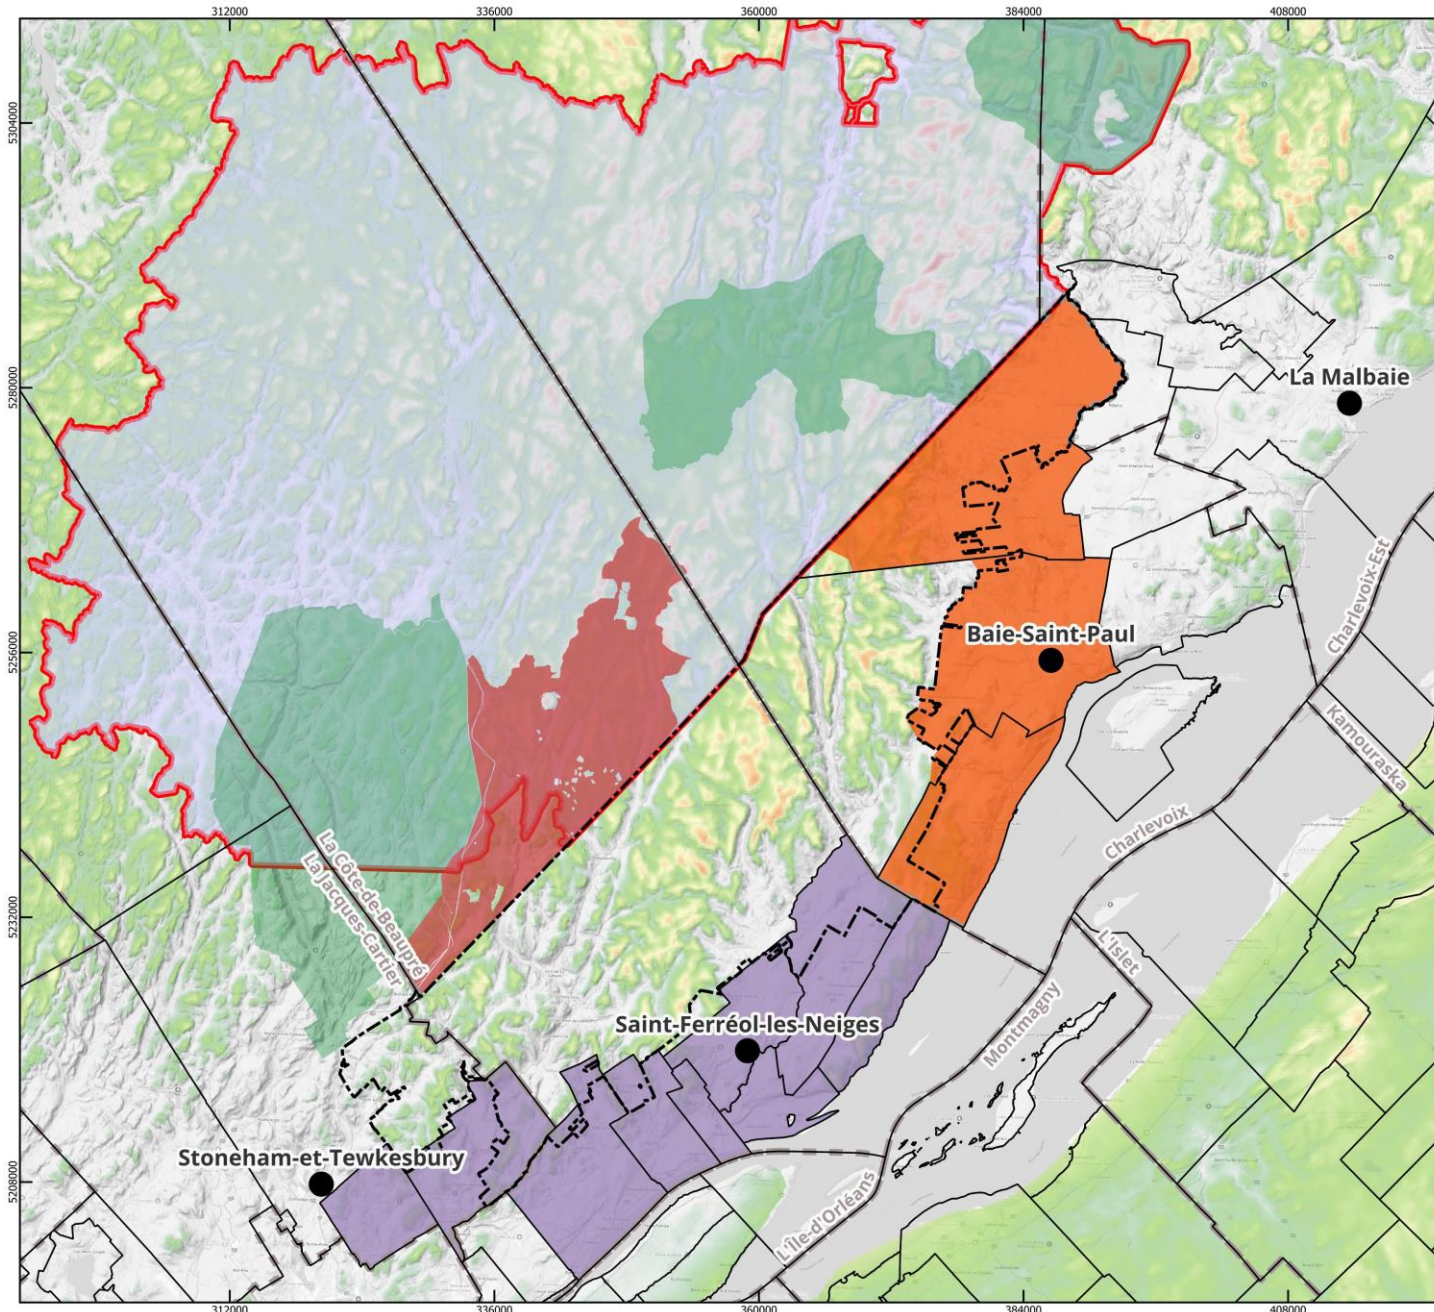 312000
336000
360000
384000
408000
5304000
5280000
La Malbaie
Charlevoix-Est
5256000
Baie-Saint-Paul
Kamouraska
Charlevoix
La Côte-de-Beaupré
La Jacques-Cartier
5232000
L'Islet
Montmagny
Saint-Ferréol-les-Neiges
Stoneham-et-Tewkesbury
5208000
L'Île-d'Orléans
312000
336000
360000
384000
408000